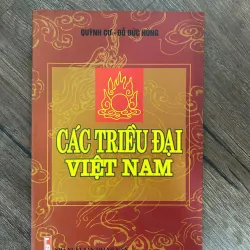 QUỲNH CƯ - ĐỖ ĐỨC HÙNG
CÁC TRIỀU ĐẠI
VIỆT NAM